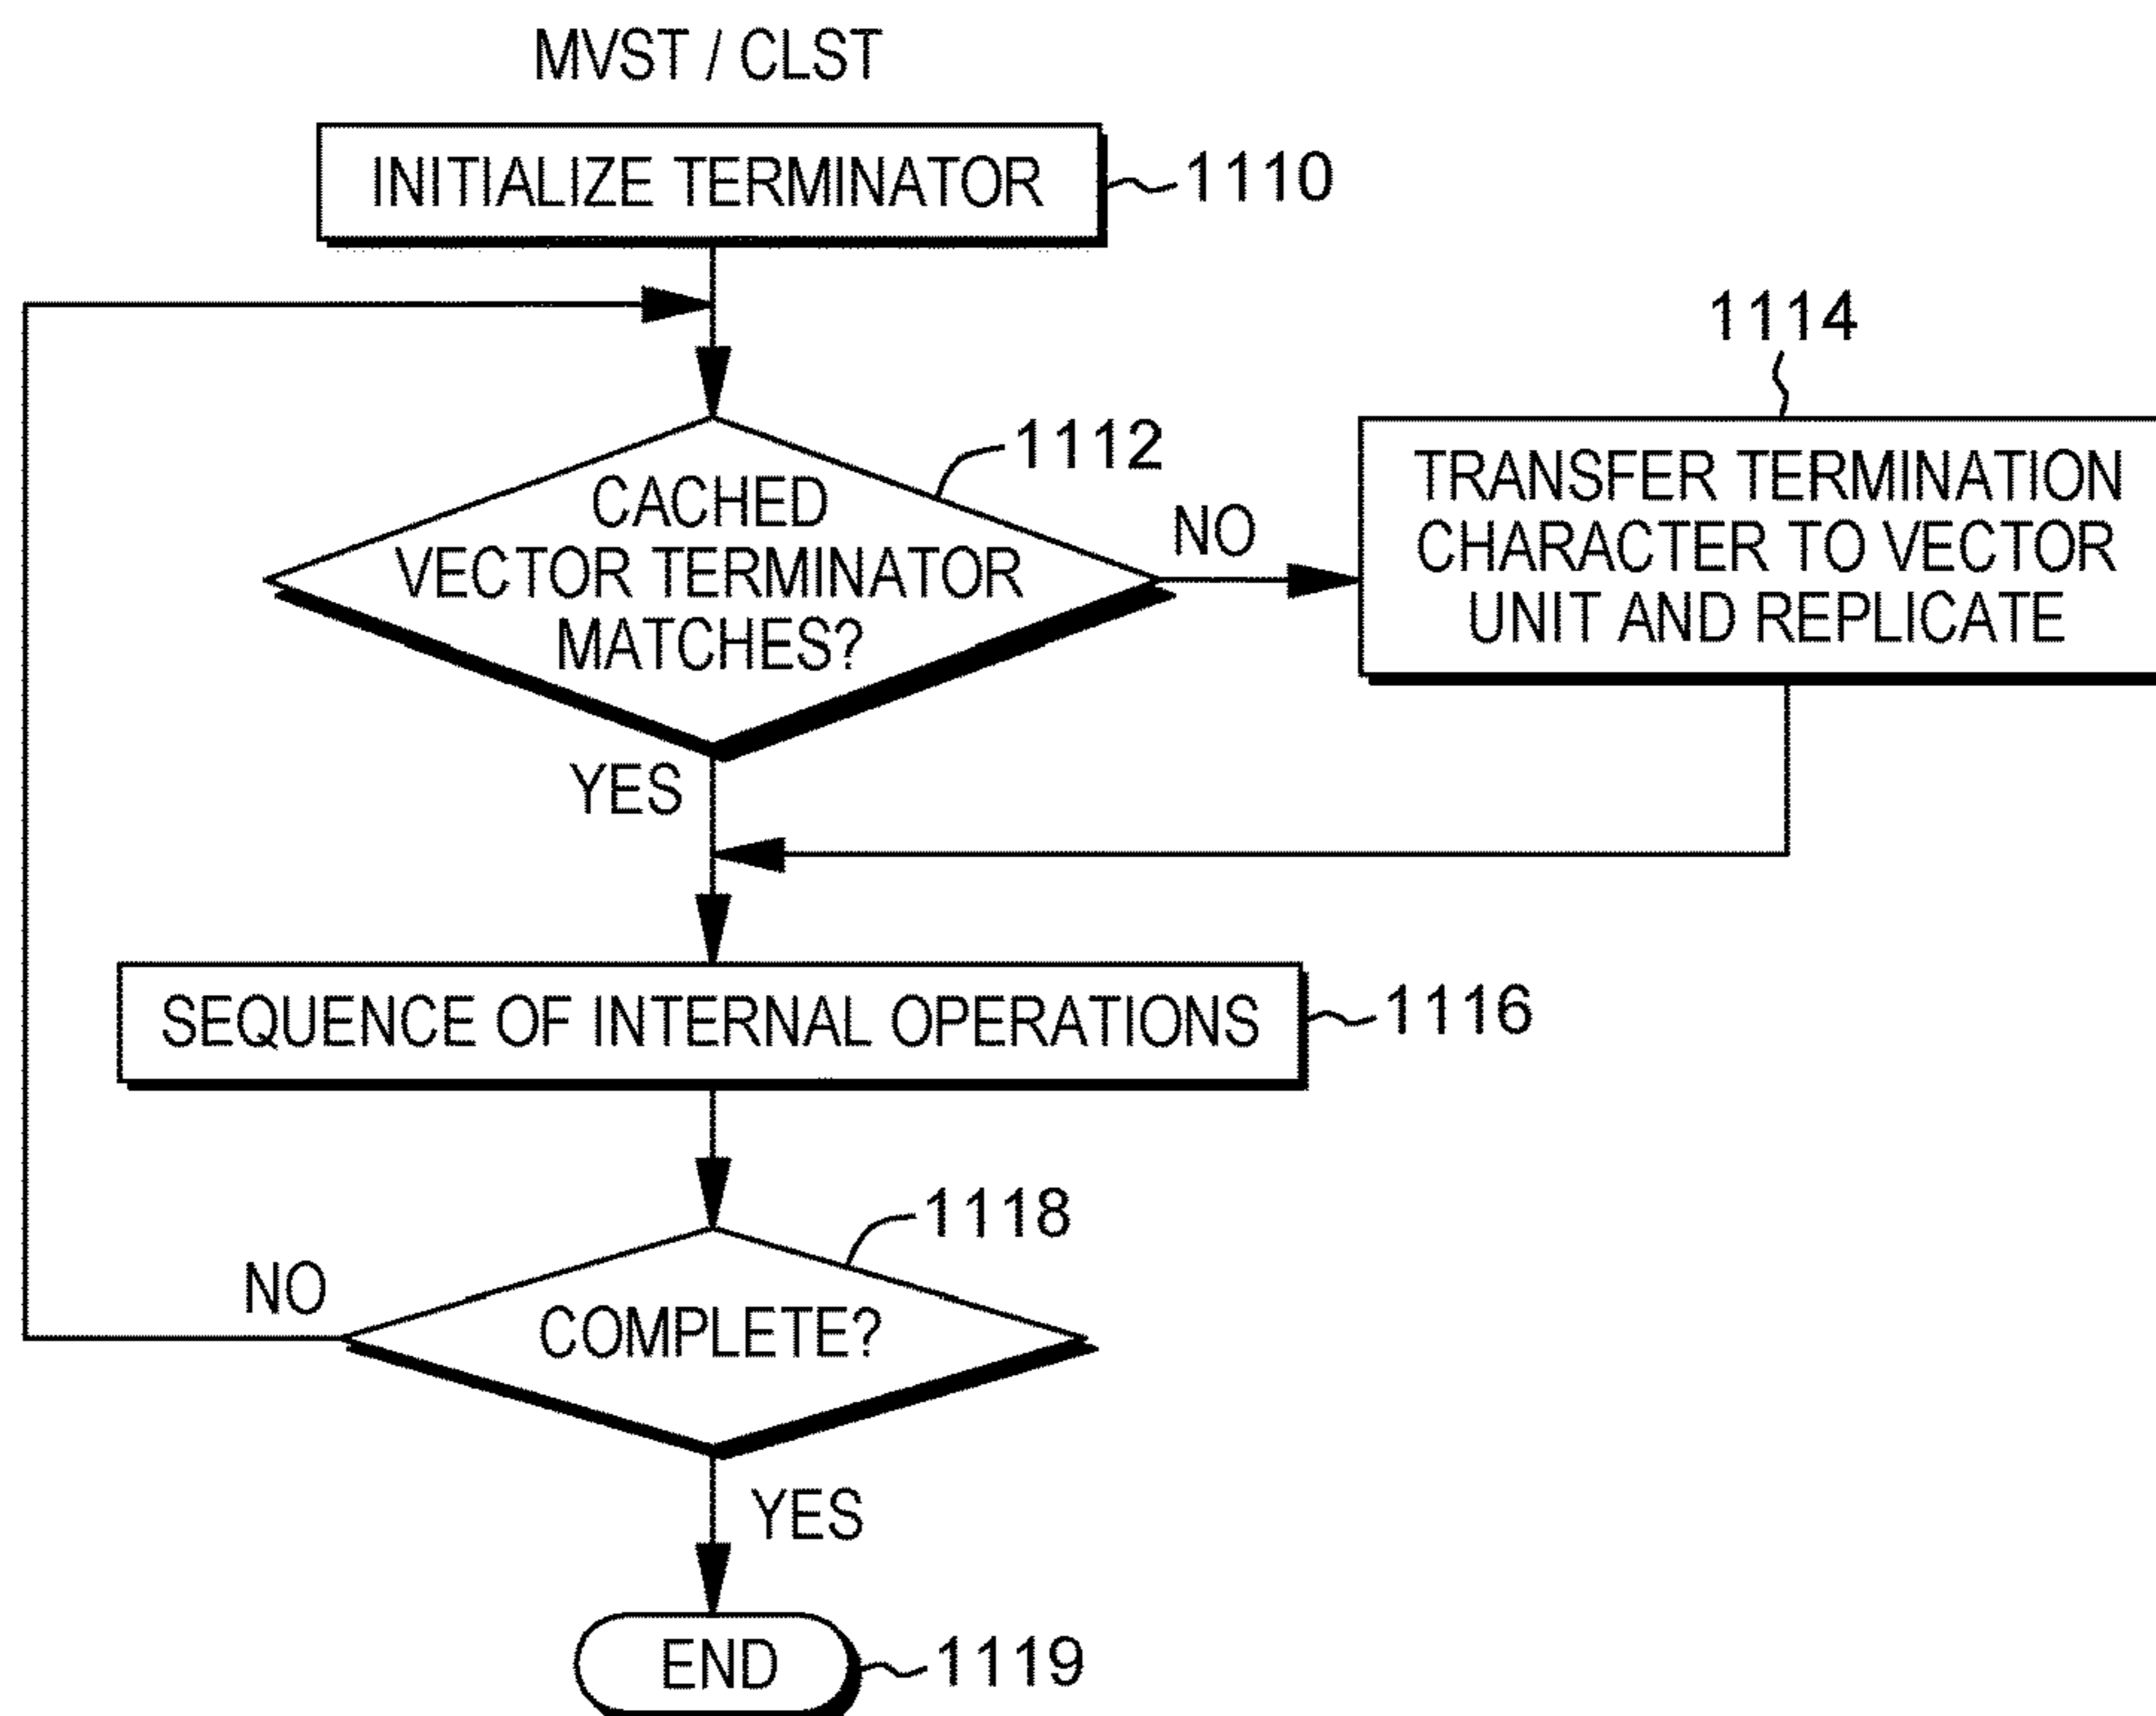 MVST / CLST
INITIALIZE TERMINATOR
1110
1114
1112
CACHED
VECTOR TERMINATOR
MATCHES?
NO
TRANSFER TERMINATION
CHARACTER TO VECTOR
UNIT AND REPLICATE
YES
SEQUENCE OF INTERNAL OPERATIONS
1116
1118
NO
COMPLETE?
YES
END
1119